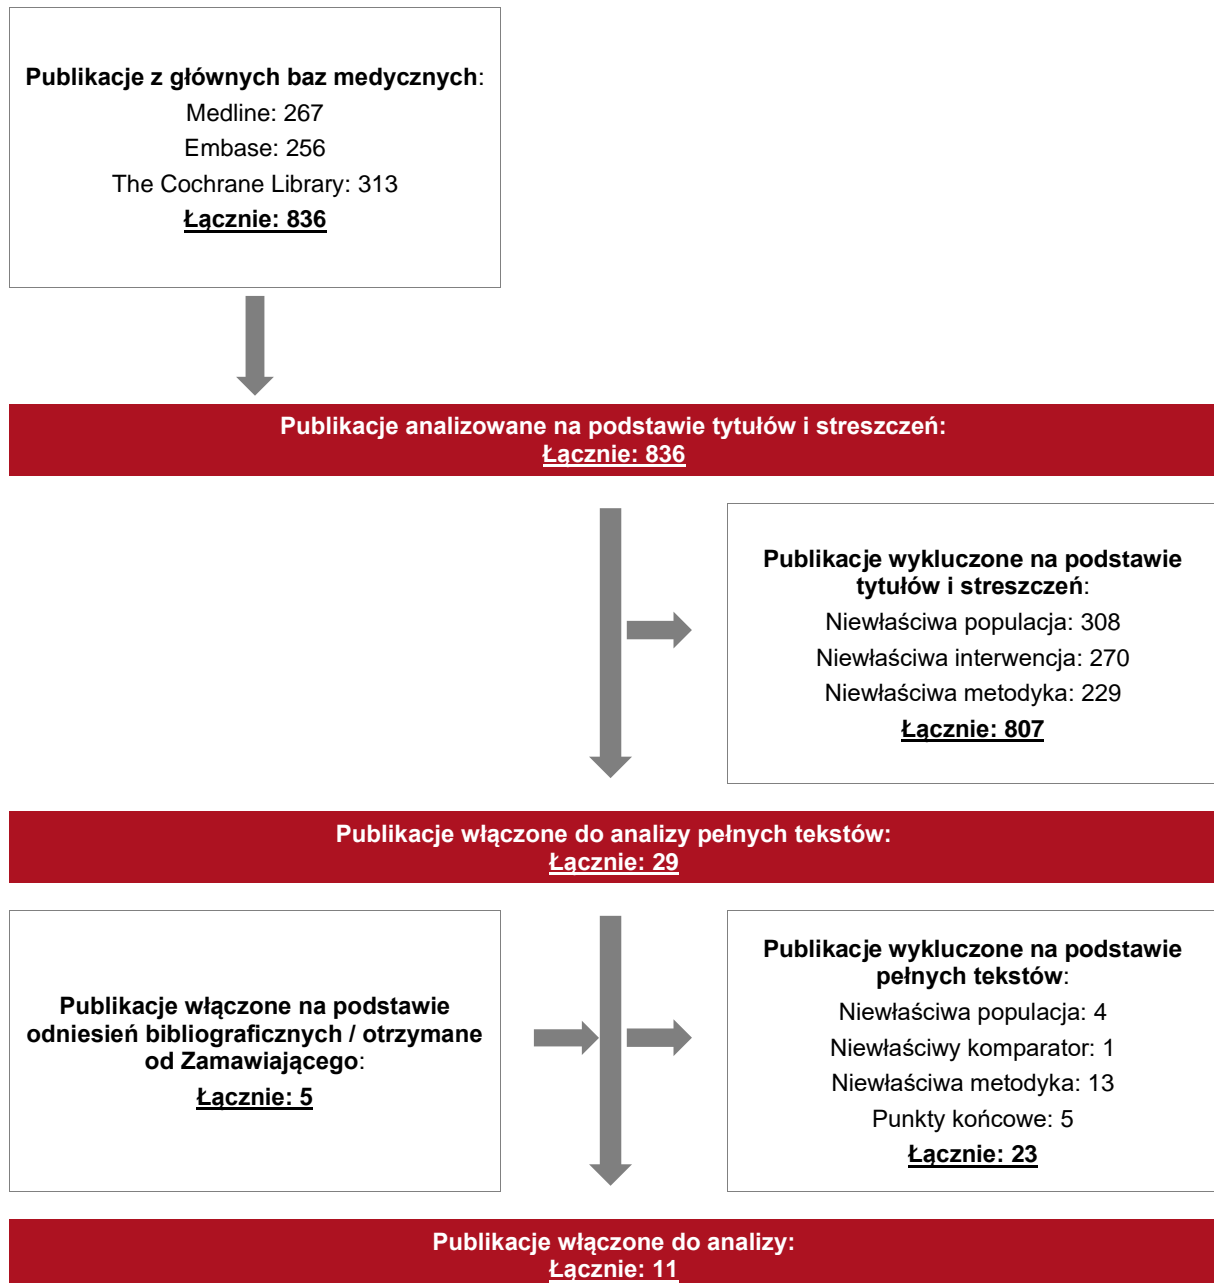 Publikacje z głównych baz medycznych:
Medline: 267
Embase: 256
The Cochrane Library: 313
Łącznie: 836
Publikacje analizowane na podstawie tytułów i streszczeń:
Łącznie: 836
Publikacje wykluczone na podstawie
tytułów i streszczeń:
Niewłaściwa populacja: 308
Niewłaściwa interwencja: 270
Niewłaściwa metodyka: 229
Łącznie: 807
Publikacje włączone do analizy pełnych tekstów:
Łącznie: 29
Publikacje włączone na podstawie
odniesień bibliograficznych / otrzymane
od Zamawiającego:
Łącznie: 5
Publikacje wykluczone na podstawie
pełnych tekstów:
Niewłaściwa populacja: 4
Niewłaściwy komparator: 1
Niewłaściwa metodyka: 13
Punkty końcowe: 5
Łącznie: 23
Publikacje włączone do analizy:
Łącznie: 11